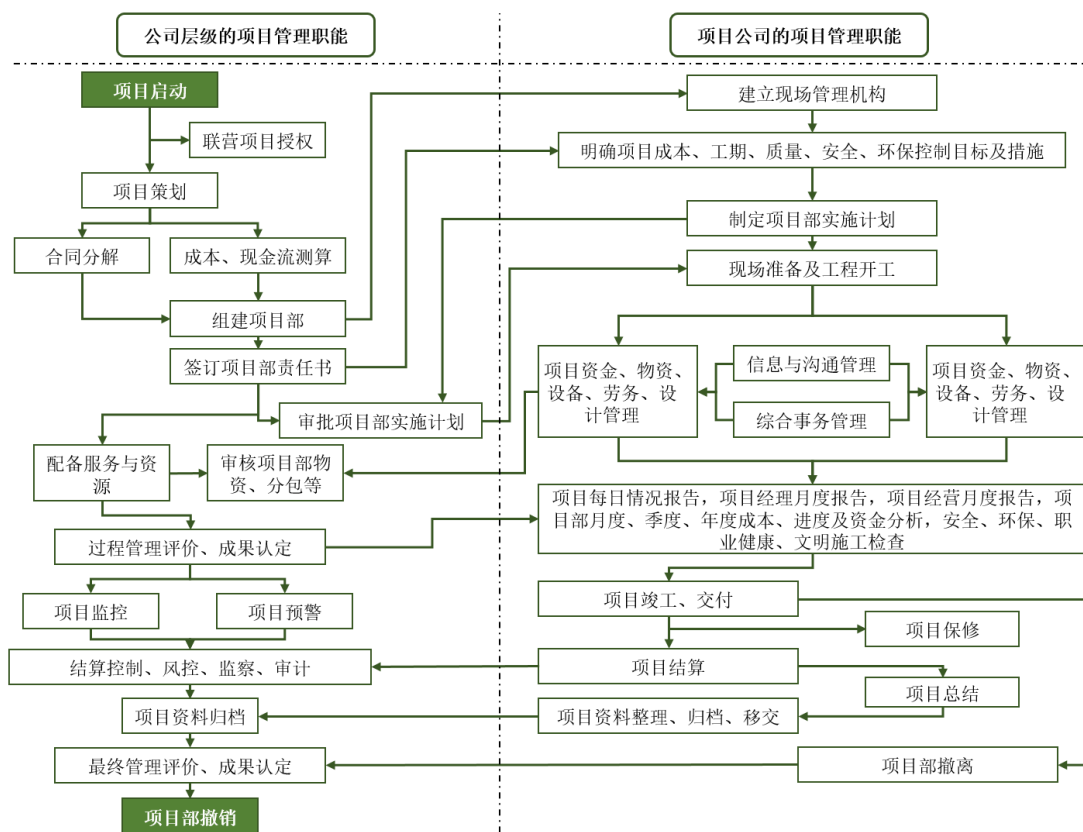 公司层级的项目管理职能
项目公司的项目管理职能
项目启动
联营项目授权
项目策划
合同分解
成本、现金流测算
组建项目部
签订项目部责任书
审批项目部实施计划
配备服务与资
源
审核项目部物
资、分包等
过程管理评价、成果认定
项目监控
项目预警
结算控制、风控、监察、审计
项目资料归档
最终管理评价、成果认定
项目部撤销
建立现场管理机构
明确项目成本、工期、质量、安全、环保控制目标及措施
制定项目部实施计划
现场准备及工程开工
项目资金、物资、
设备、劳务、设
计管理
信息与沟通管理
综合事务管理
项目资金、物资、
设备、劳务、设
计管理
项目每日情况报告，项目经理月度报告，项目经营月度报告，项
目部月度、季度、年度成本、进度及资金分析，安全、环保、职
业健康、文明施工检查
项目竣工、交付
项目保修
项目结算
项目总结
项目资料整理、归档、移交
项目部撤离